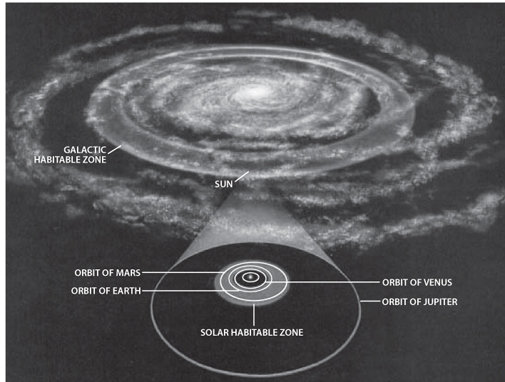 GALACTIC
HABITABLE ZONE
SUN
ORBIT OF MARS
ORBIT OF EARTH
ORBIT OF VENUS
ORBIT OF JUPITER
SOLAR HABITABLE ZONE